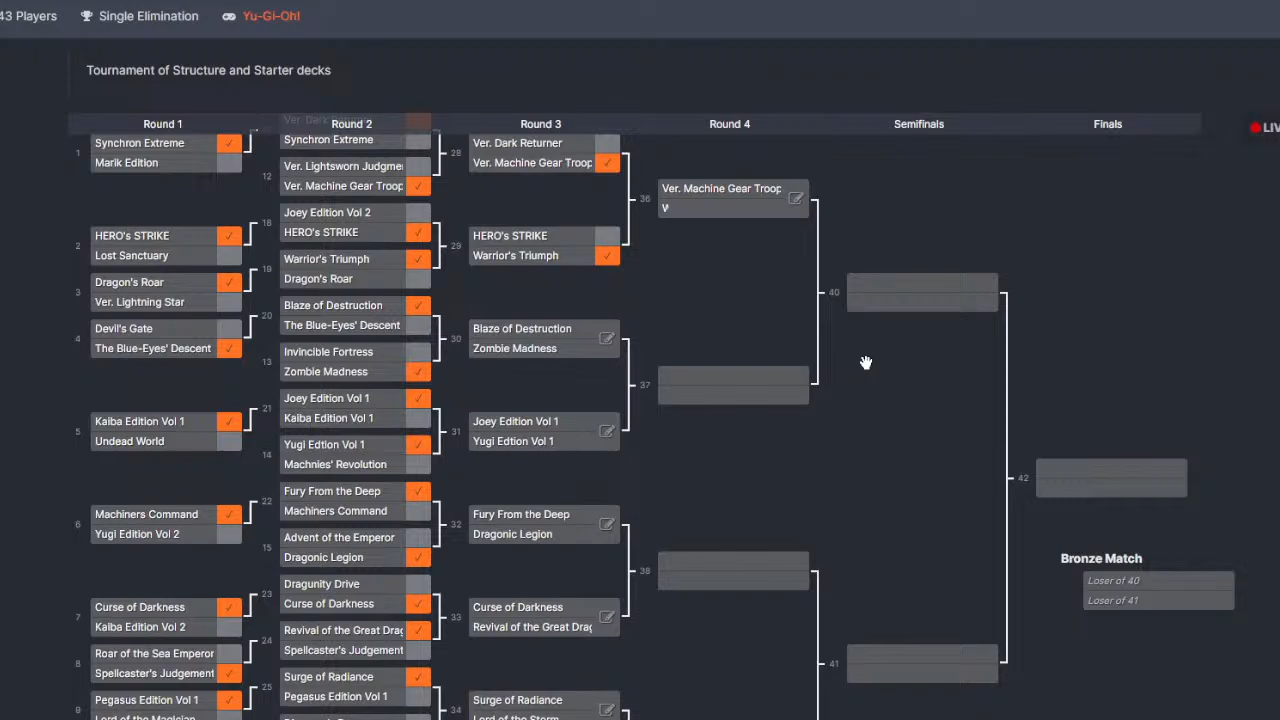 43 Players Single Elimination Yu-Gi-Oh!
Tournament of Structure and Starter decks
Round 1 Round 2 Round 3 Round 4 Semifinals Finals
LIV
1
Synchron Extreme
Marik Edition
2
HERO's STRIKE
Lost Sanctuary
3
Dragon's Roar
Ver. Lightning Star
4
Devil's Gate
The Blue-Eyes' Descent
5
Kaiba Edition Vol 1
Undead World
6
Machiners Command
Yugi Edition Vol 2
7
Curse of Darkness
Kaiba Edition Vol 2
8
Roar of the Sea Emperor
Spellcaster's Judgement
9
Pegasus Edition Vol 1
Lord of the Magician
Synchron Extreme
12
Ver. Lightsworn Judgmen
Ver. Machine Gear Troop
18
Joey Edition Vol 2
HERO's STRIKE
19
Warrior's Triumph
Dragon's Roar
20
Blaze of Destruction
The Blue-Eyes' Descent
13
Invincible Fortress
Zombie Madness
21
Joey Edition Vol 1
Kaiba Edition Vol 1
14
Yugi Edtion Vol 1
Machnies' Revolution
22
Fury From the Deep
Machiners Command
15
Advent of the Emperor
Dragonic Legion
23
Dragunity Drive
Curse of Darkness
24
Revival of the Great Drag
Spellcaster's Judgement
25
Surge of Radiance
Pegasus Edition Vol 1
28
Ver. Dark Returner
Ver. Machine Gear Troop
29
HERO's STRIKE
Warrior's Triumph
30
Blaze of Destruction
Zombie Madness
31
Joey Edition Vol 1
Yugi Edtion Vol 1
32
Fury From the Deep
Dragonic Legion
33
Curse of Darkness
Revival of the Great Drag
34
Surge of Radiance
Lord of the Storm
36
Ver. Machine Gear Troop
37
38
40
41
42
Bronze Match
Loser of 40
Loser of 41